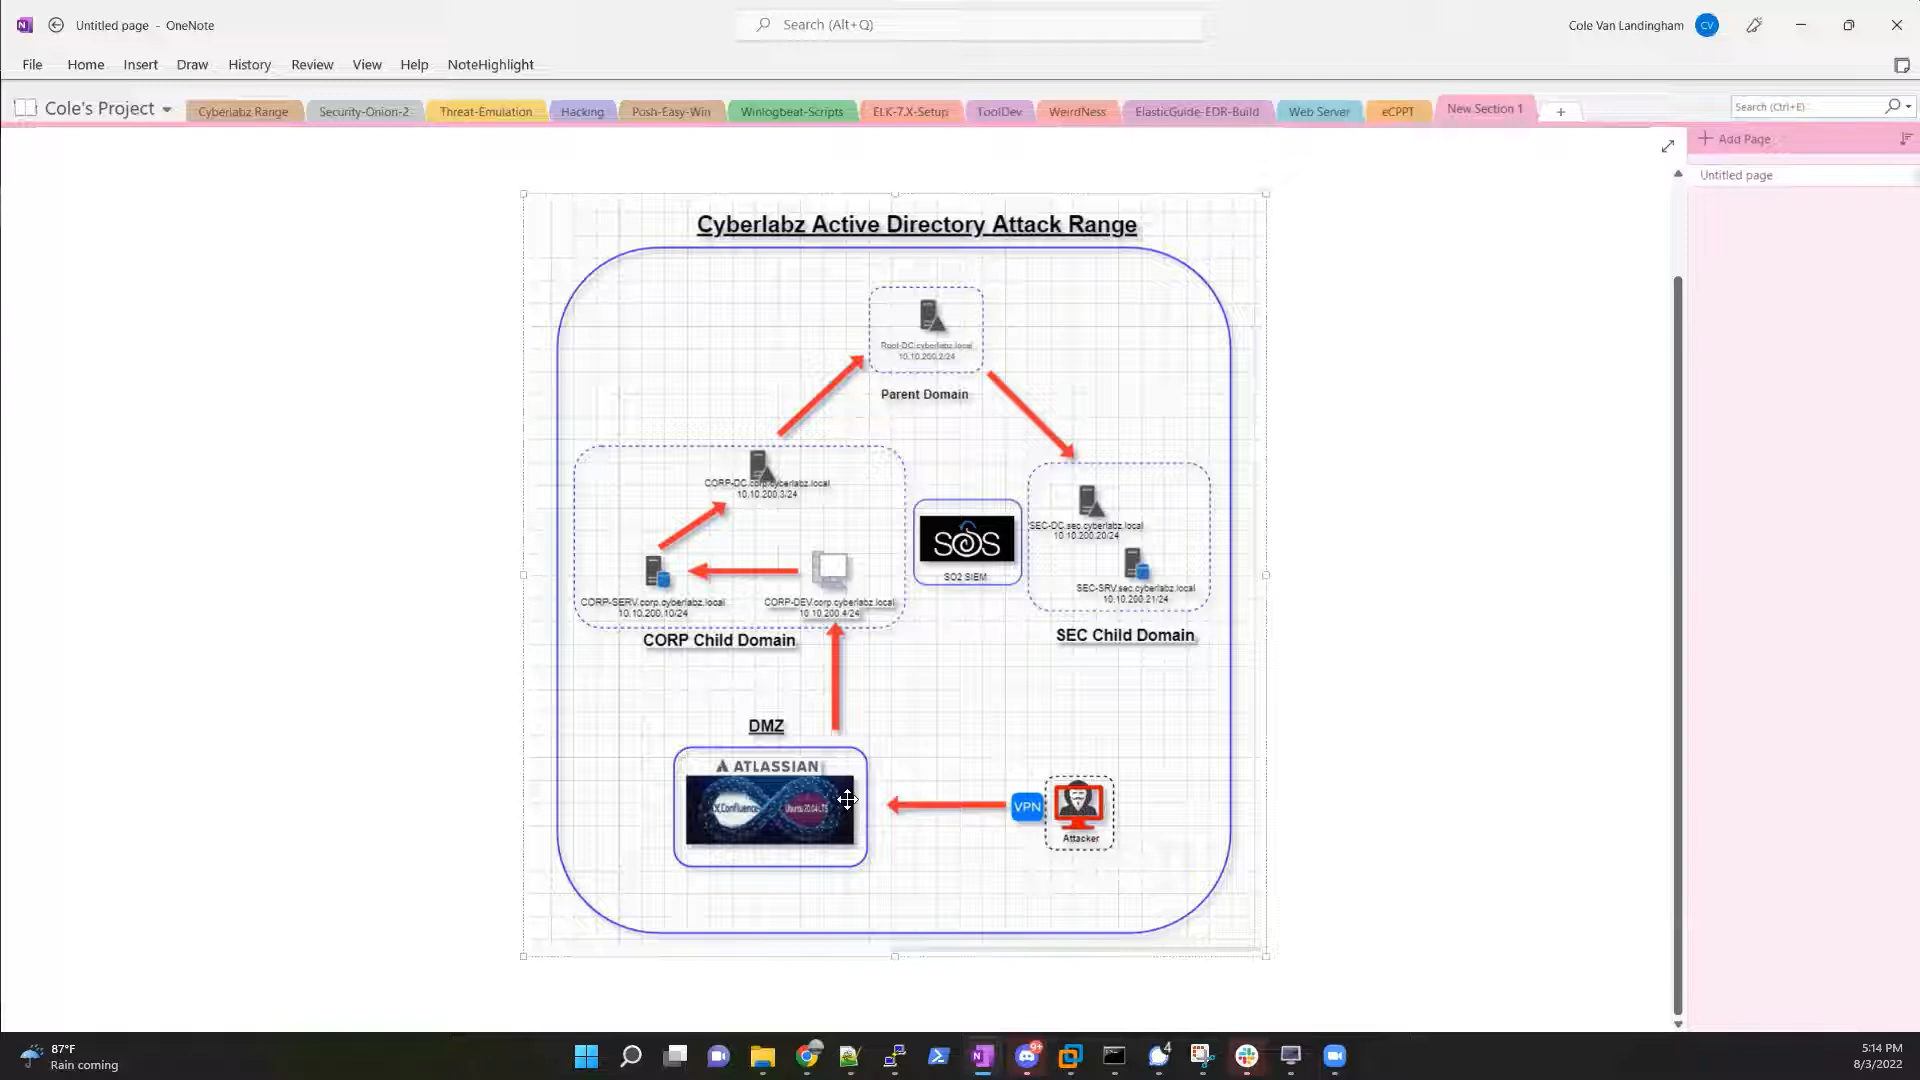 Untitled page - OneNote
Search (Alt+Q)
Cole Van Landingham
CV
File Home Insert Draw History Review View Help NoteHighlight
Cole's Project
Cyberlabz Range
Security-Onion-2
Threat-Emulation
Hacking
Posh-Easy-Win
Winlogbeat-Scripts
ELK-7.X-Setup
ToolDev
WeirdNess
ElasticGuide-EDR-Build
Web Server
eCPPT
New Section 1
+
Search (Ctrl+E)
Add Page
Untitled page
Cyberlabz Active Directory Attack Range
Root-DC.cyberlabz.local
10.10.200.2/24
Parent Domain
CORP-DC.corp.cyberlabz.local
10.10.200.3/24
CORP-SERV.corp.cyberlabz.local
10.10.200.10/24
CORP-DEV.corp.cyberlabz.local
10.10.200.4/24
CORP Child Domain
SOS
SO2 SIEM
SEC-DC.sec.cyberlabz.local
10.10.200.20/24
SEC-SRV.sec.cyberlabz.local
10.10.200.21/24
SEC Child Domain
DMZ
ATLASSIAN
Confluence
Ubuntu 20.04 LTS
VPN
Attacker
87°F
Rain coming
9+
4
5:14 PM
8/3/2022